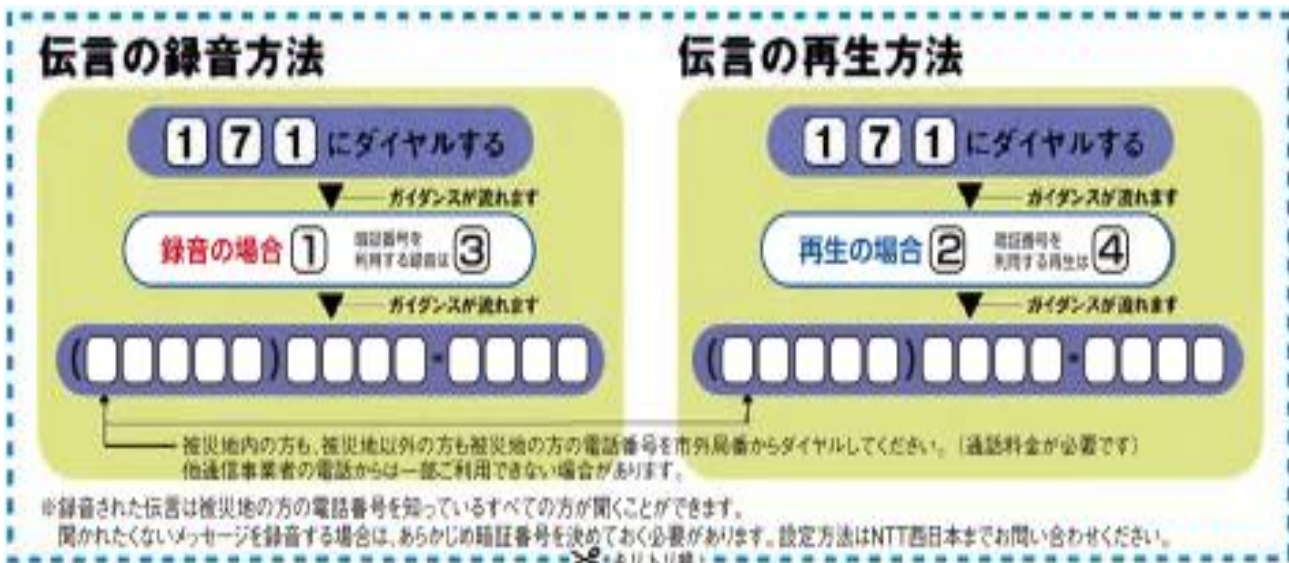 伝言の録音方法
171にダイヤルする
ガイダンスが流れます
録音の場合 1 暗証番号を
利用する録音は 3
ガイダンスが流れます
( ) -
伝言の再生方法
171にダイヤルする
ガイダンスが流れます
再生の場合 2 暗証番号を
利用する再生は 4
ガイダンスが流れます
( ) -
被災地内の方も、被災地以外の方も被災地の方の電話番号を市外局番からダイヤルしてください。(通話料金が必要です)
他通信事業者の電話からは一部ご利用できない場合があります。
※録音された伝言は被災地の方の電話番号を知っているすべての方が聞くことができます。
聞かれたくないメッセージを録音する場合は、あらかじめ暗証番号を決めておく必要があります。設定方法はNTT西日本までお問い合わせください。